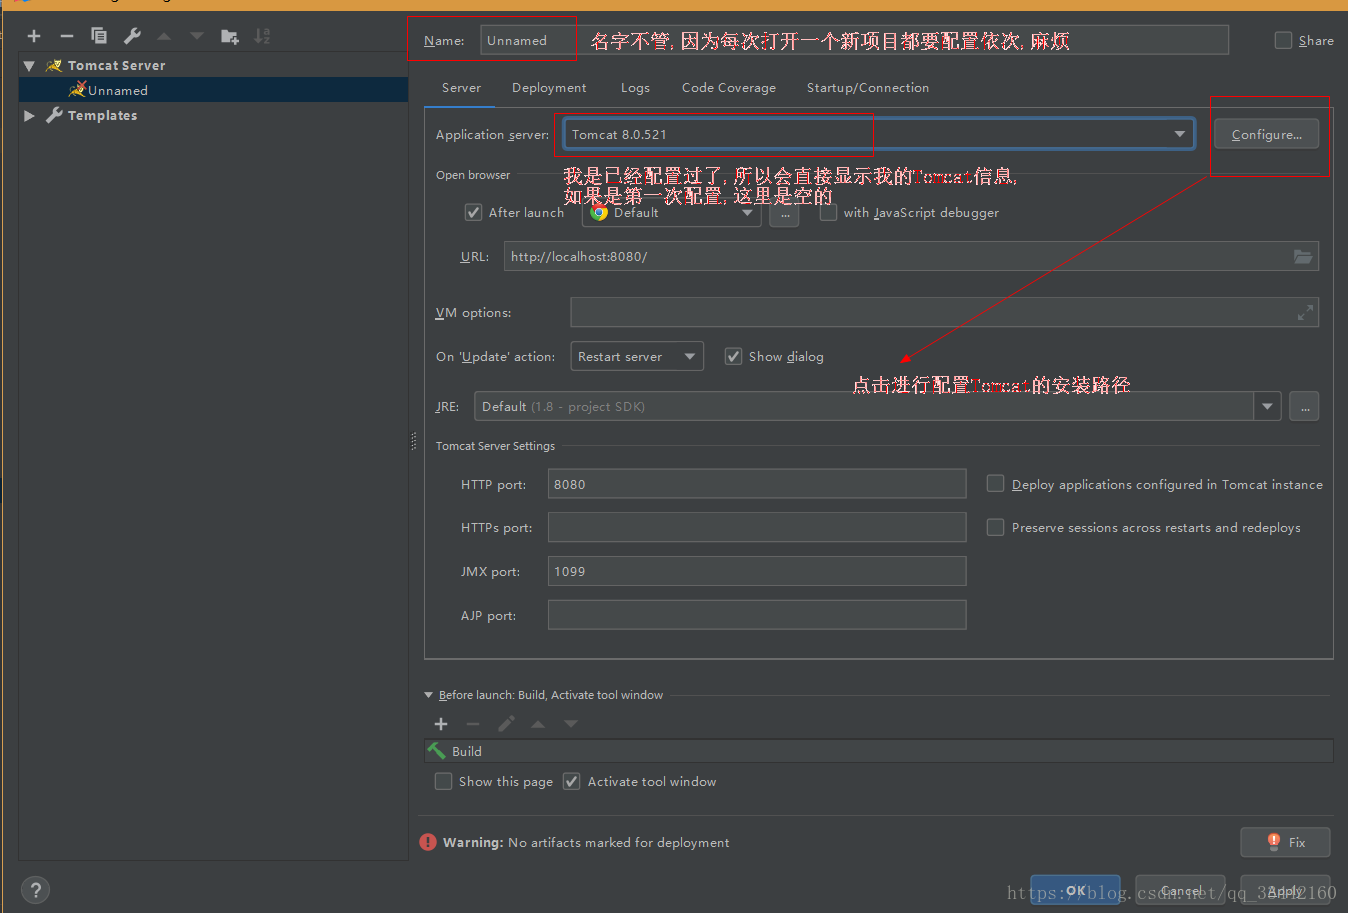 Name:
Unnamed
名字不管,因为每次打开一个新项目都要配置依次,麻烦
Share
Tomcat Server
Unnamed
Templates
Server
Deployment
Logs
Code Coverage
Startup/Connection
Application server:
Tomcat 8.0.521
Configure...
Open browser
我是已经配置过了,所以会直接显示我的Tomcat信息,
如果是第一次配置,这里是空的
After launch
Default
...
with JavaScript debugger
URL:
http://localhost:8080/
VM options:
On 'Update' action:
Restart server
Show dialog
点击进行配置Tomcat的安装路径
JRE:
Default (1.8 - project SDK)
...
Tomcat Server Settings
HTTP port:
8080
Deploy applications configured in Tomcat instance
HTTPs port:
Preserve sessions across restarts and redeploys
JMX port:
1099
AJP port:
Before launch: Build, Activate tool window
Build
Show this page
Activate tool window
Warning: No artifacts marked for deployment
Fix
?
OK
Cancel
Apply